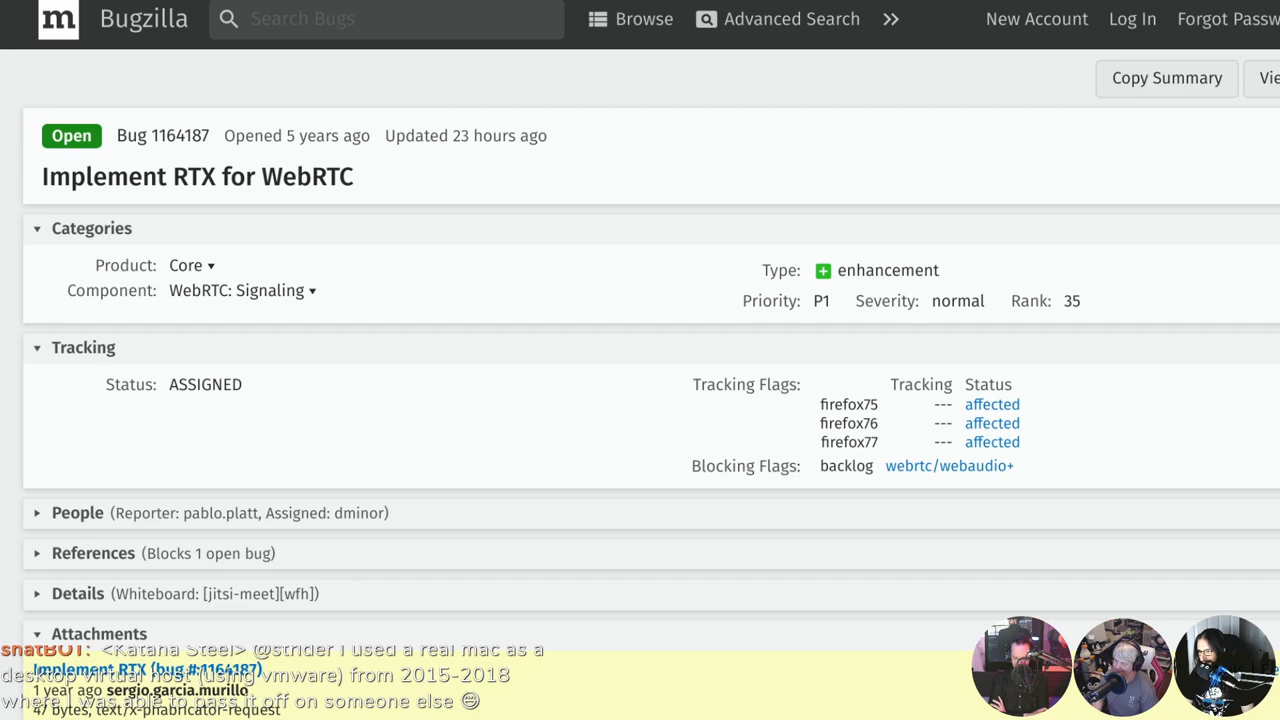 m Bugzilla Search Bugs Browse Advanced Search New Account Log In Forgot Passw
Copy Summary Vie
Open Bug 1164187 Opened 5 years ago Updated 23 hours ago
Implement RTX for WebRTC
Categories
Product: Core
Type: enhancement
Component: WebRTC: Signaling
Priority: P1 Severity: normal Rank: 35
Tracking
Status: ASSIGNED
Tracking Flags: Tracking Status
firefox75 --- affected
firefox76 --- affected
firefox77 --- affected
Blocking Flags: backlog webrtc/webaudio+
People (Reporter: pablo.platt, Assigned: dminor)
References (Blocks 1 open bug)
Details (Whiteboard: [jitsi-meet][wfh])
Attachments
snatBOT: <Katana Steel> @strider I used a real mac as a
desktop virtual host (using vmware) from 2015-2018
where I was able to pass it off on someone else 😄
Implement RTX (bug #:1164187)
1 year ago sergio.garcia.murillo
47 bytes, text/x-phabricator-request